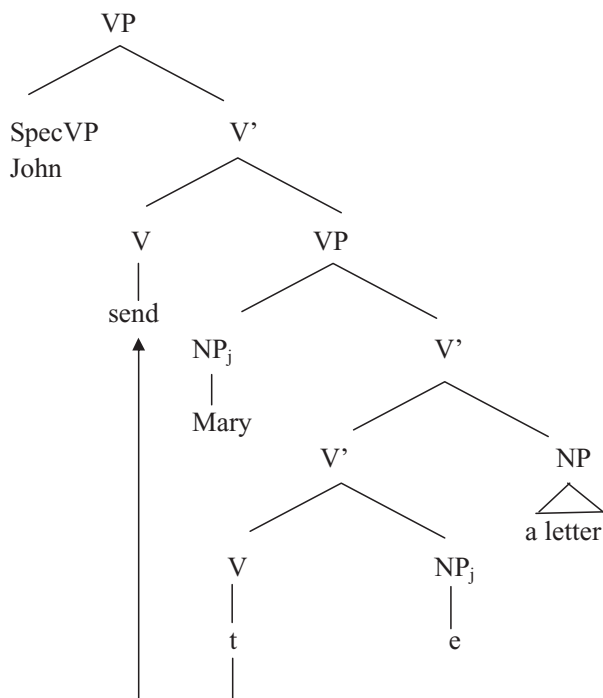 VP
SpecVP V’
John
V VP
send
NPj V’
Mary
V’ NP
a letter
V NPj
t e